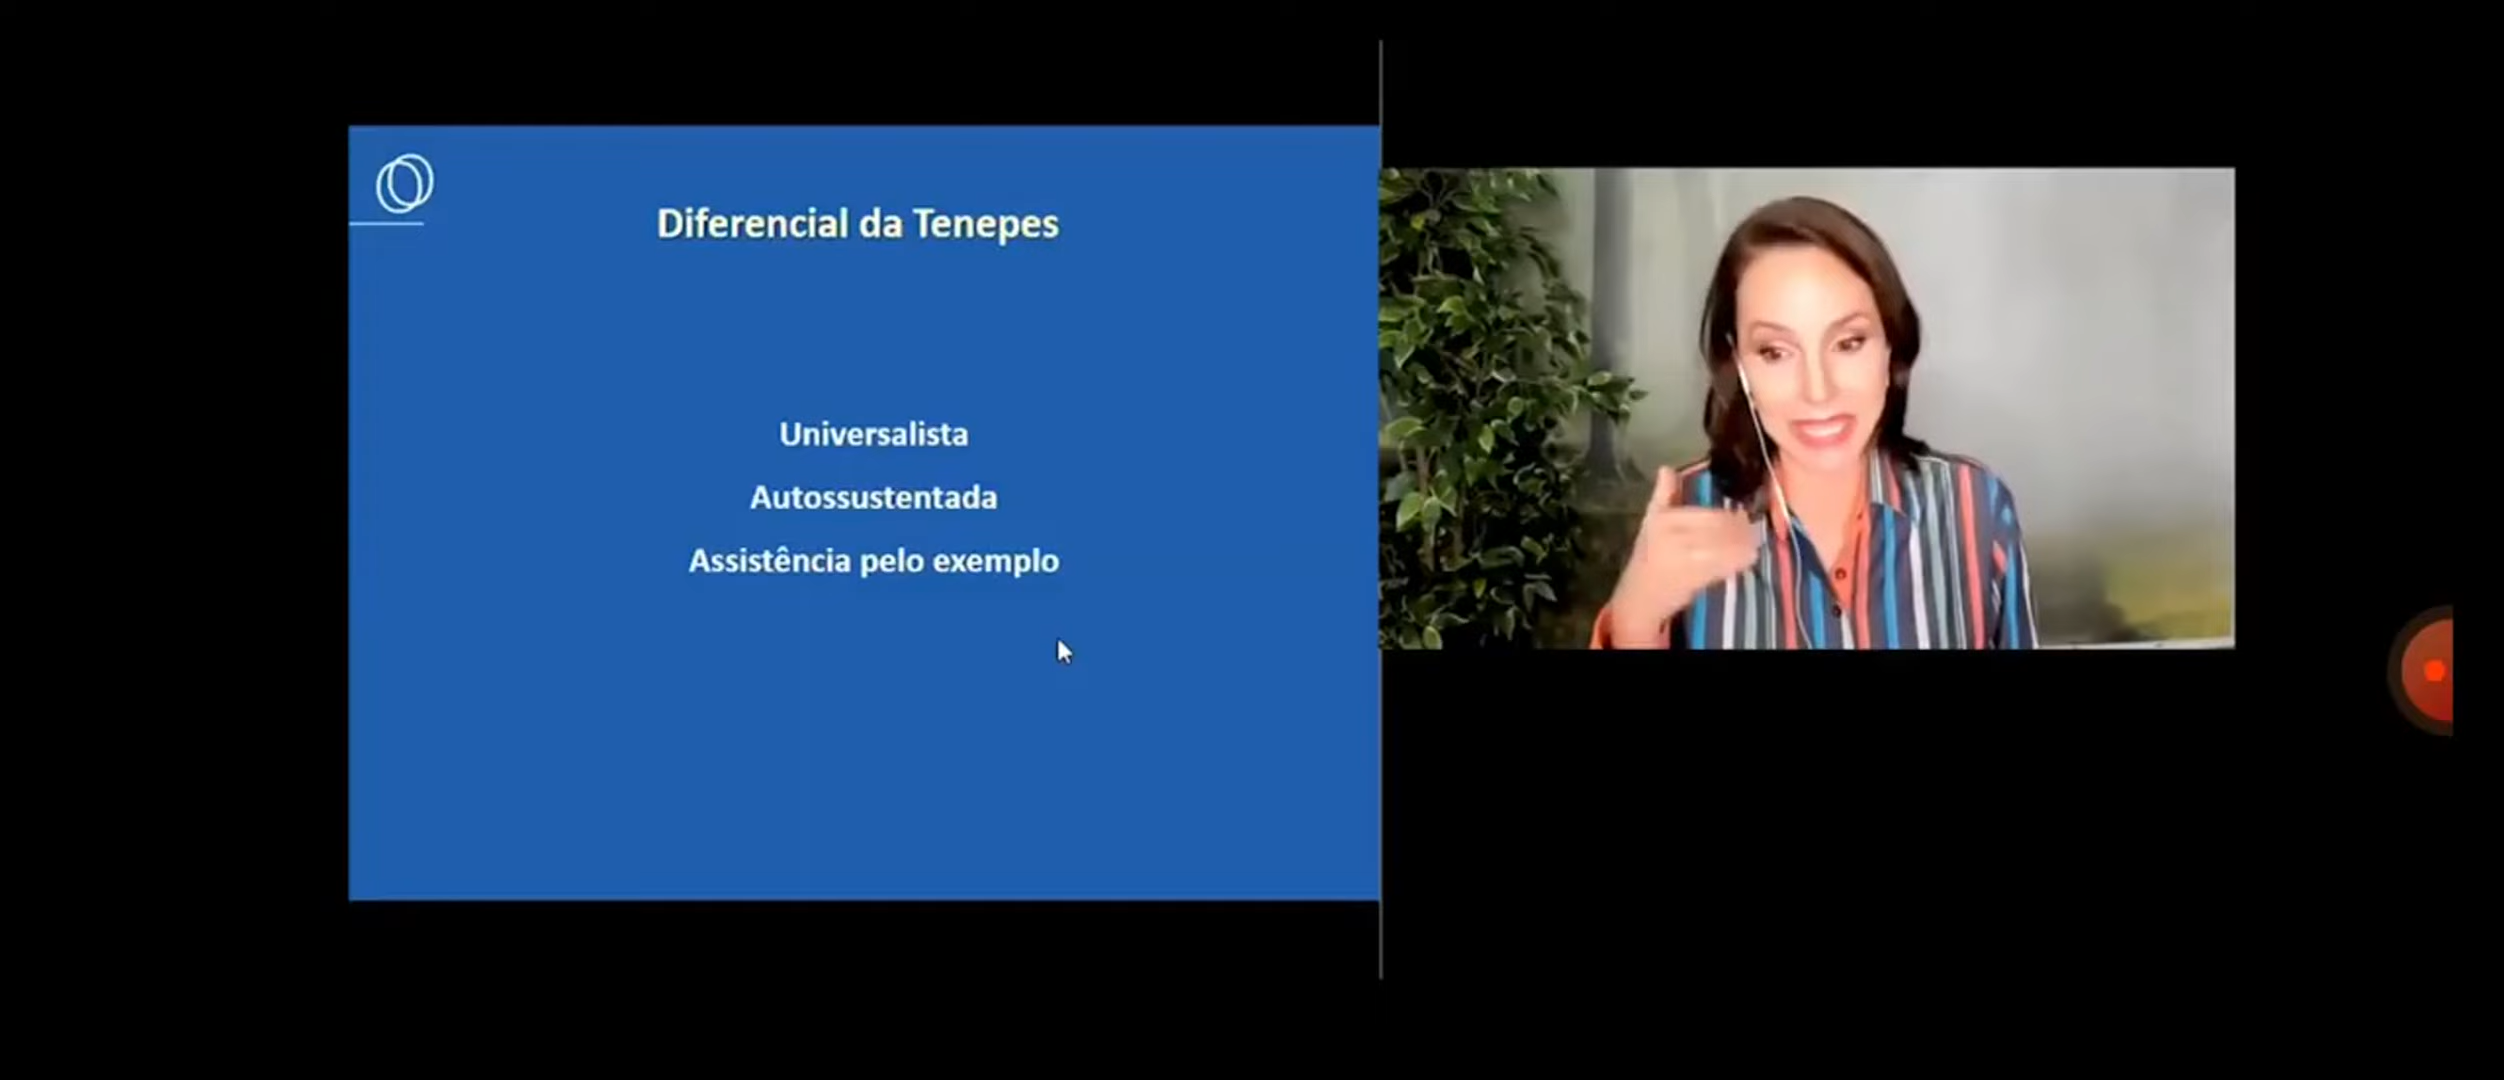 Diferencial da Tenepes
Universalista
Autossustentada
Assistência pelo exemplo